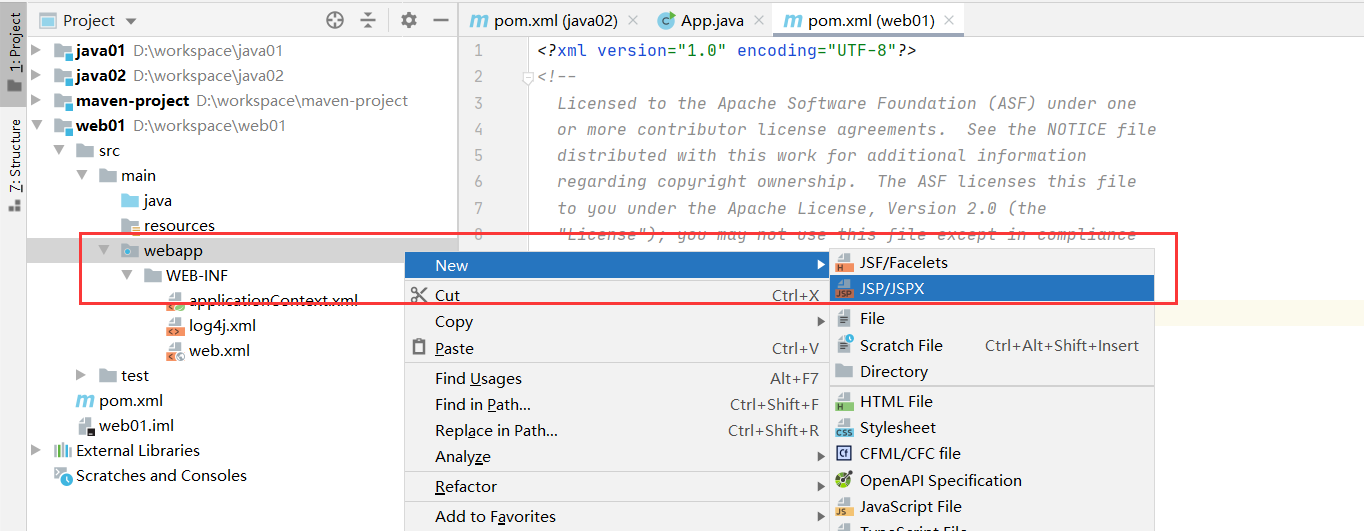 1: Project
7: Structure
Project
java01 D:\workspace\java01
java02 D:\workspace\java02
maven-project D:\workspace\maven-project
web01 D:\workspace\web01
src
main
java
resources
webapp
WEB-INF
applicationContext.xml
log4j.xml
web.xml
test
pom.xml
web01.iml
External Libraries
Scratches and Consoles
pom.xml (java02)
App.java
pom.xml (web01)
1 <?xml version="1.0" encoding="UTF-8"?>
2 <!--
3 Licensed to the Apache Software Foundation (ASF) under one
4 or more contributor license agreements.  See the NOTICE file
5 distributed with this work for additional information
6 regarding copyright ownership.  The ASF licenses this file
7 to you under the Apache License, Version 2.0 (the
8 "License"); you may not use this file except in compliance
New
Cut Ctrl+X
Copy
Paste Ctrl+V
Find Usages Alt+F7
Find in Path... Ctrl+Shift+F
Replace in Path... Ctrl+Shift+R
Analyze
Refactor
Add to Favorites
JSF/Facelets
JSP/JSPX
File
Scratch File Ctrl+Alt+Shift+Insert
Directory
HTML File
Stylesheet
CFML/CFC file
OpenAPI Specification
JavaScript File
TypeScript File